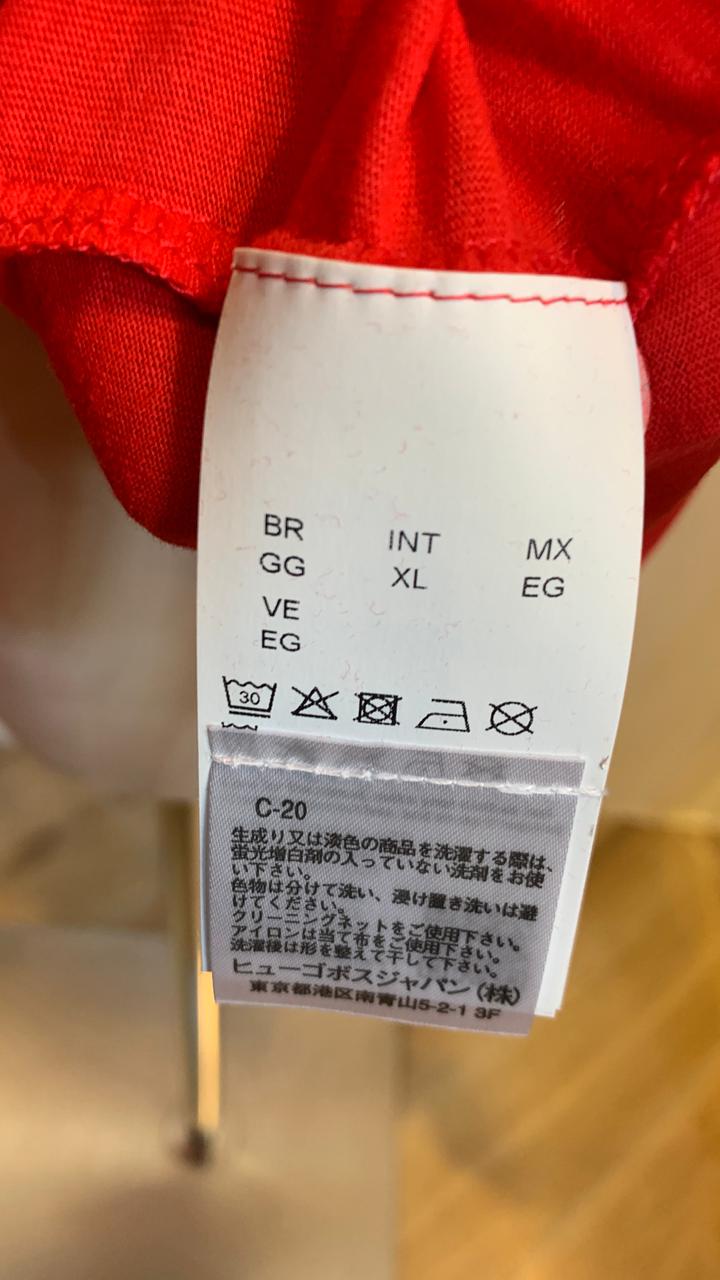 BR INT MX
GG XL EG
VE
EG
30
C-20
生成り又は淡色の商品を洗濯する際は、
蛍光増白剤の入っていない洗剤をお使
い下さい。
色物は分けて洗い、浸け置き洗いは避
けてください。
クリーニングネットをご使用下さい。
アイロンは当て布をご使用下さい。
洗濯後は形を整えて干して下さい。
ヒューゴボスジャパン(株)
東京都港区南青山5-2-1 3F